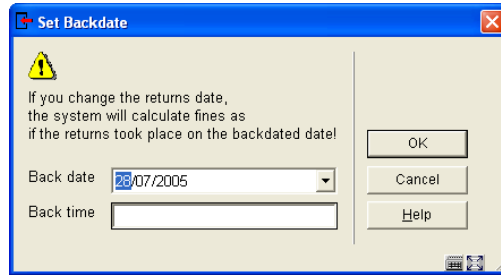 Set Backdate
If you change the returns date,
the system will calculate fines as
if the returns took place on the backdated date!
OK
Back date 28/07/2005
Cancel
Back time
Help